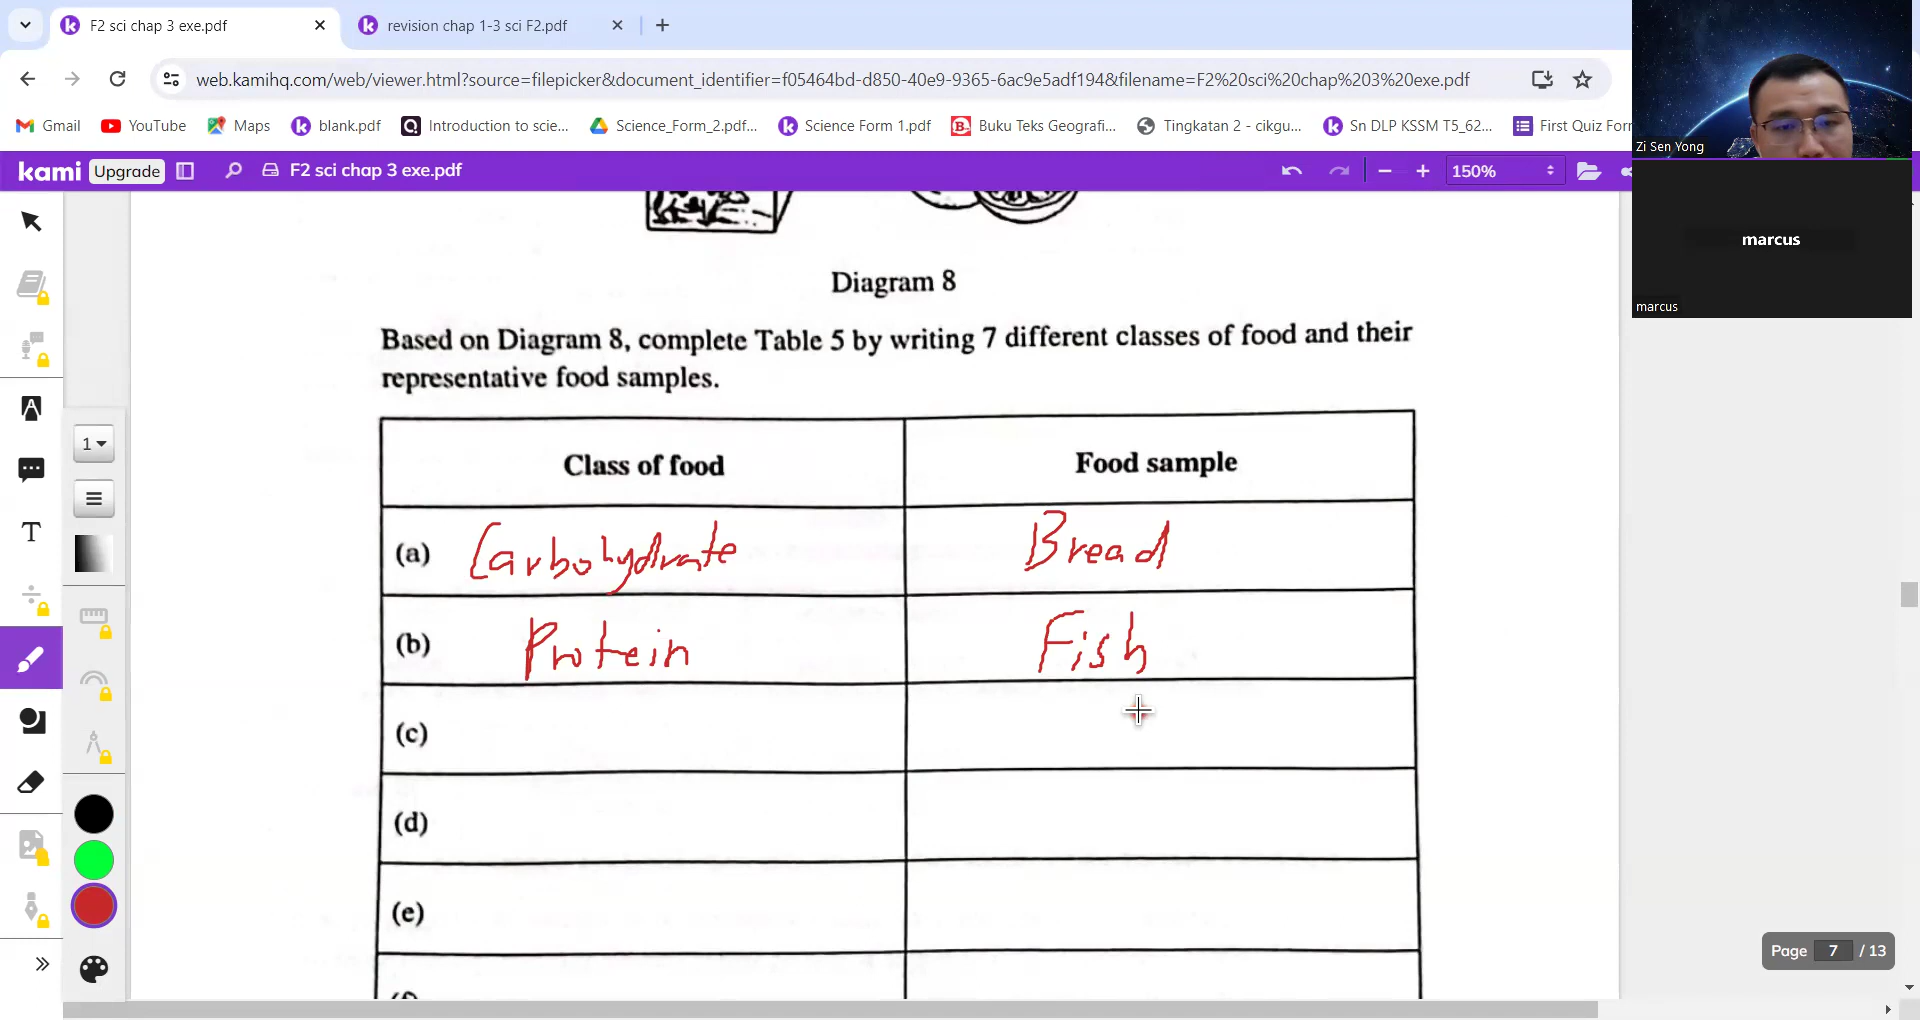 F2 sci chap 3 exe.pdf
revision chap 1-3 sci F2.pdf
web.kamihq.com/web/viewer.html?source=filepicker&document_identifier=f05464bd-d850-40e9-9365-6ac9e5adf194&filename=F2%20sci%20chap%203%20exe.pdf
Gmail
YouTube
Maps
blank.pdf
Introduction to scie...
Science_Form_2.pdf...
Science Form 1.pdf
Buku Teks Geografi...
Tingkatan 2 - cikgu...
Sn DLP KSSM T5_62...
First Quiz For
Zi Sen Yong
kami
Upgrade
F2 sci chap 3 exe.pdf
150%
marcus
marcus
Diagram 8
Based on Diagram 8, complete Table 5 by writing 7 different classes of food and their
representative food samples.
Class of food
Food sample
(a) Carbohydrate
Bread
(b) Protein
Fish
(c)
(d)
(e)
1
T
Page 7 / 13